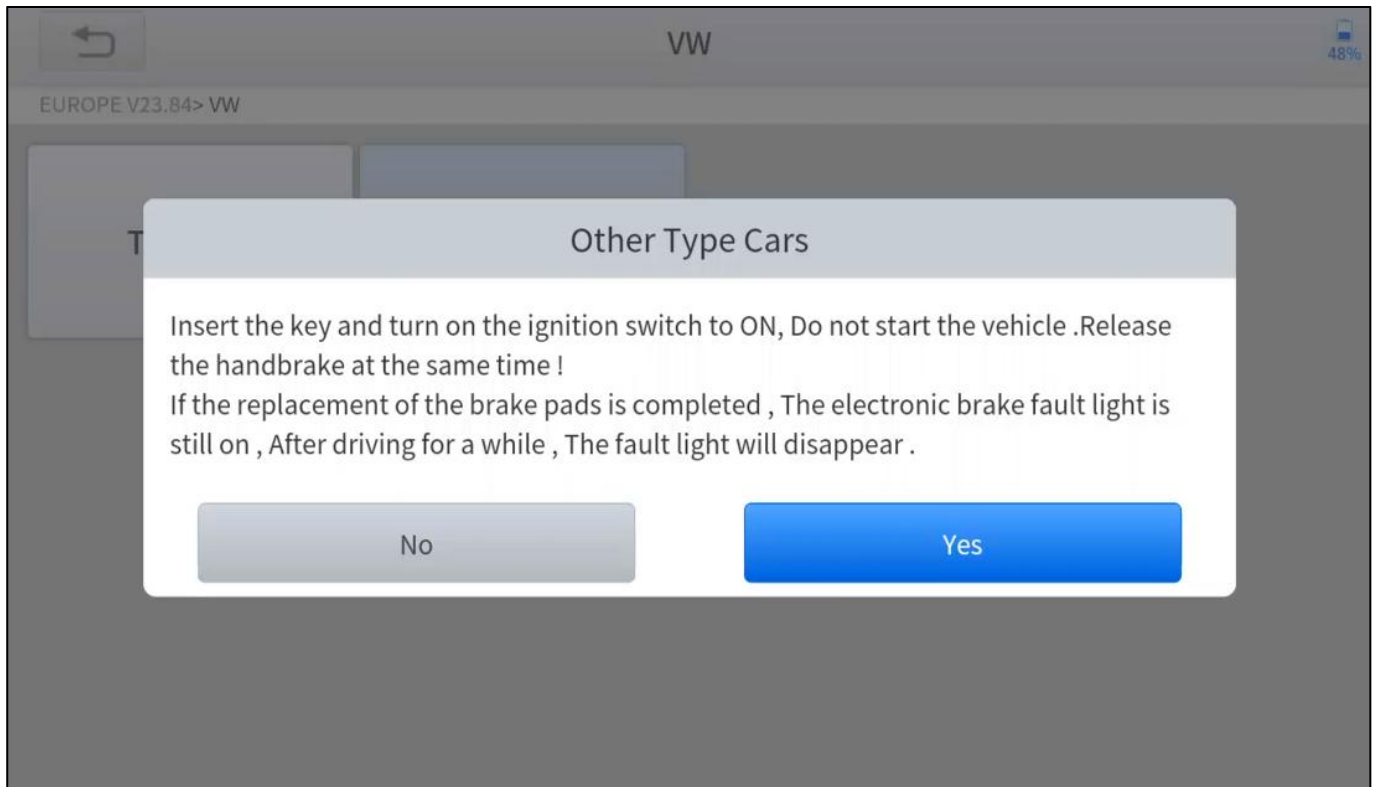 VW
48%
EUROPE V23.84> VW
Other Type Cars
T
Insert the key and turn on the ignition switch to ON, Do not start the vehicle .Release
the handbrake at the same time !
If the replacement of the brake pads is completed , The electronic brake fault light is
still on , After driving for a while , The fault light will disappear .
No
Yes